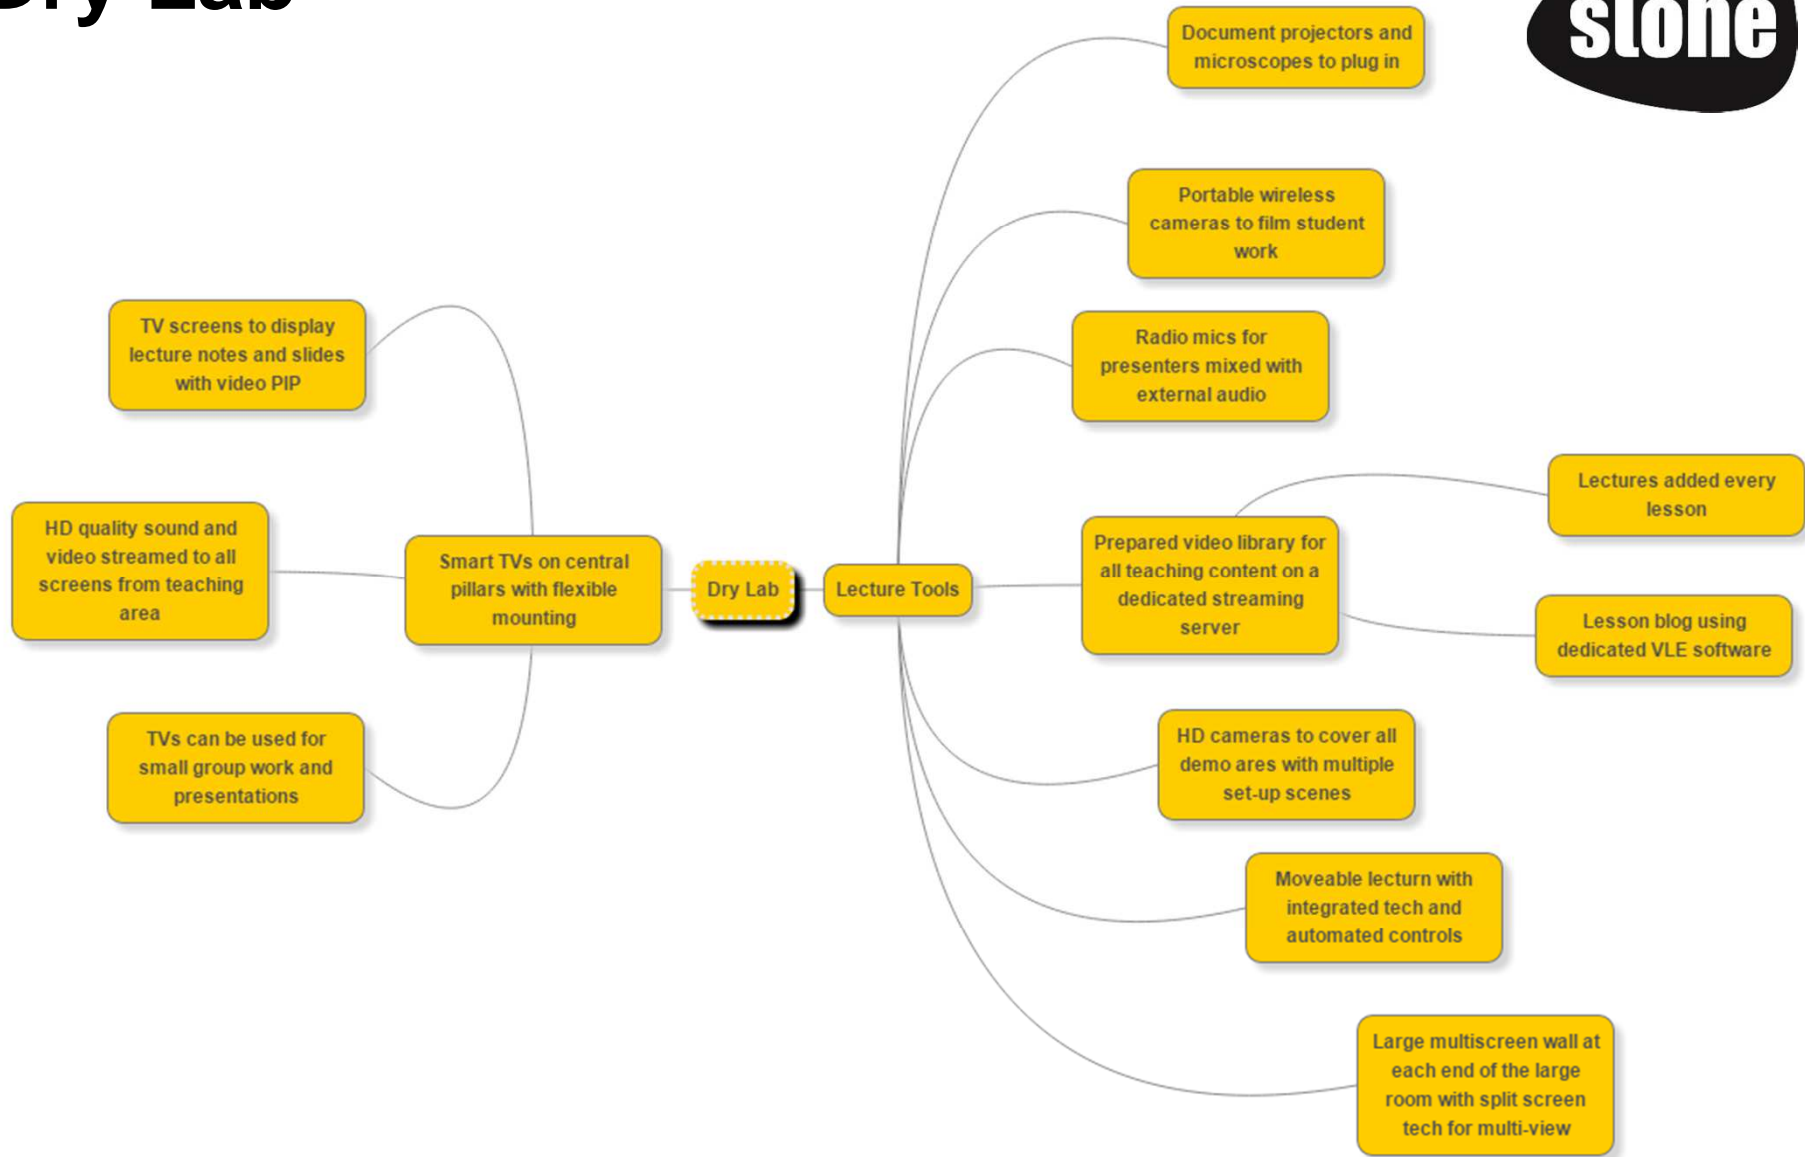 Dry Lab
stone
Document projectors and
microscopes to plug in
Portable wireless
cameras to film student
work
Radio mics for
presenters mixed with
external audio
TV screens to display
lecture notes and slides
with video PIP
HD quality sound and
video streamed to all
screens from teaching
area
TVs can be used for
small group work and
presentations
Smart TVs on central
pillars with flexible
mounting
Dry Lab
Lecture Tools
Prepared video library for
all teaching content on a
dedicated streaming
server
Lectures added every
lesson
Lesson blog using
dedicated VLE software
HD cameras to cover all
demo ares with multiple
set-up scenes
Moveable lecturn with
integrated tech and
automated controls
Large multiscreen wall at
each end of the large
room with split screen
tech for multi-view